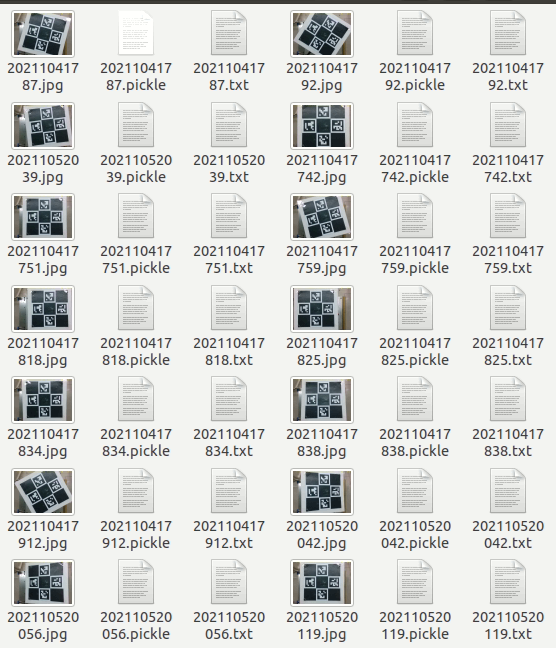 202110417
87.jpg
202110417
87.pickle
202110417
87.txt
202110417
92.jpg
202110417
92.pickle
202110417
92.txt
202110520
39.jpg
202110520
39.pickle
202110520
39.txt
202110417
742.jpg
202110417
742.pickle
202110417
742.txt
202110417
751.jpg
202110417
751.pickle
202110417
751.txt
202110417
759.jpg
202110417
759.pickle
202110417
759.txt
202110417
818.jpg
202110417
818.pickle
202110417
818.txt
202110417
825.jpg
202110417
825.pickle
202110417
825.txt
202110417
834.jpg
202110417
834.pickle
202110417
834.txt
202110417
838.jpg
202110417
838.pickle
202110417
838.txt
202110417
912.jpg
202110417
912.pickle
202110417
912.txt
202110520
042.jpg
202110520
042.pickle
202110520
042.txt
202110520
056.jpg
202110520
056.pickle
202110520
056.txt
202110520
119.jpg
202110520
119.pickle
202110520
119.txt